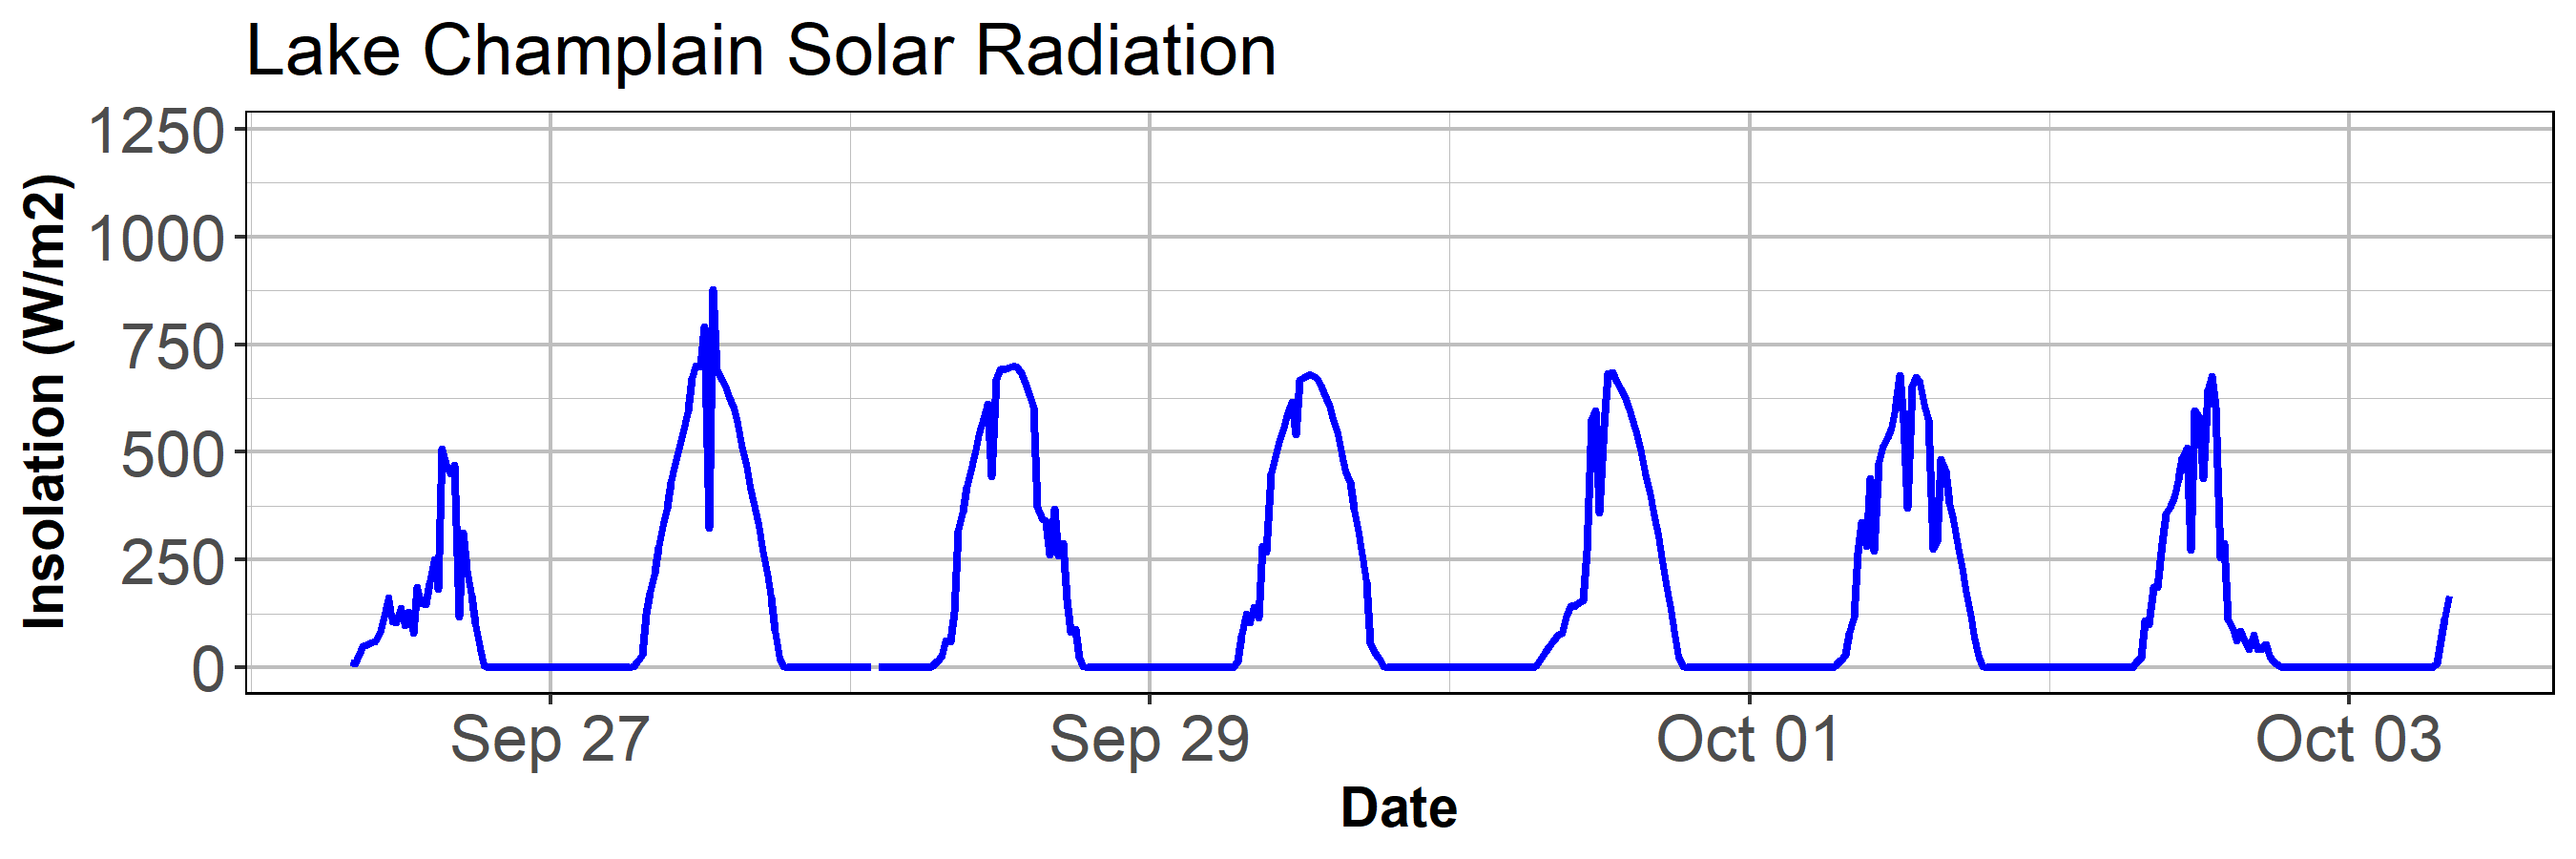 Lake Champlain Solar Radiation
1250
1000
750
500
250
0
Insolation (W/m2)
Sep 27
Sep 29
Oct 01
Oct 03
Date